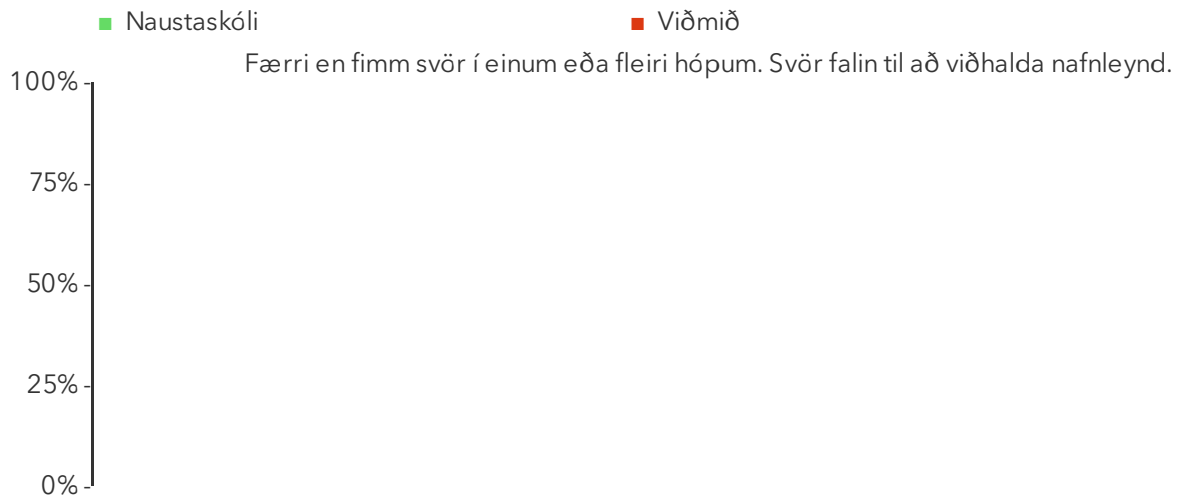 Naustaskóli Viðmið
Færri en fimm svör í einum eða fleiri hópum. Svör falin til að viðhalda nafnleynd.
100%
75%
50%
25%
0%